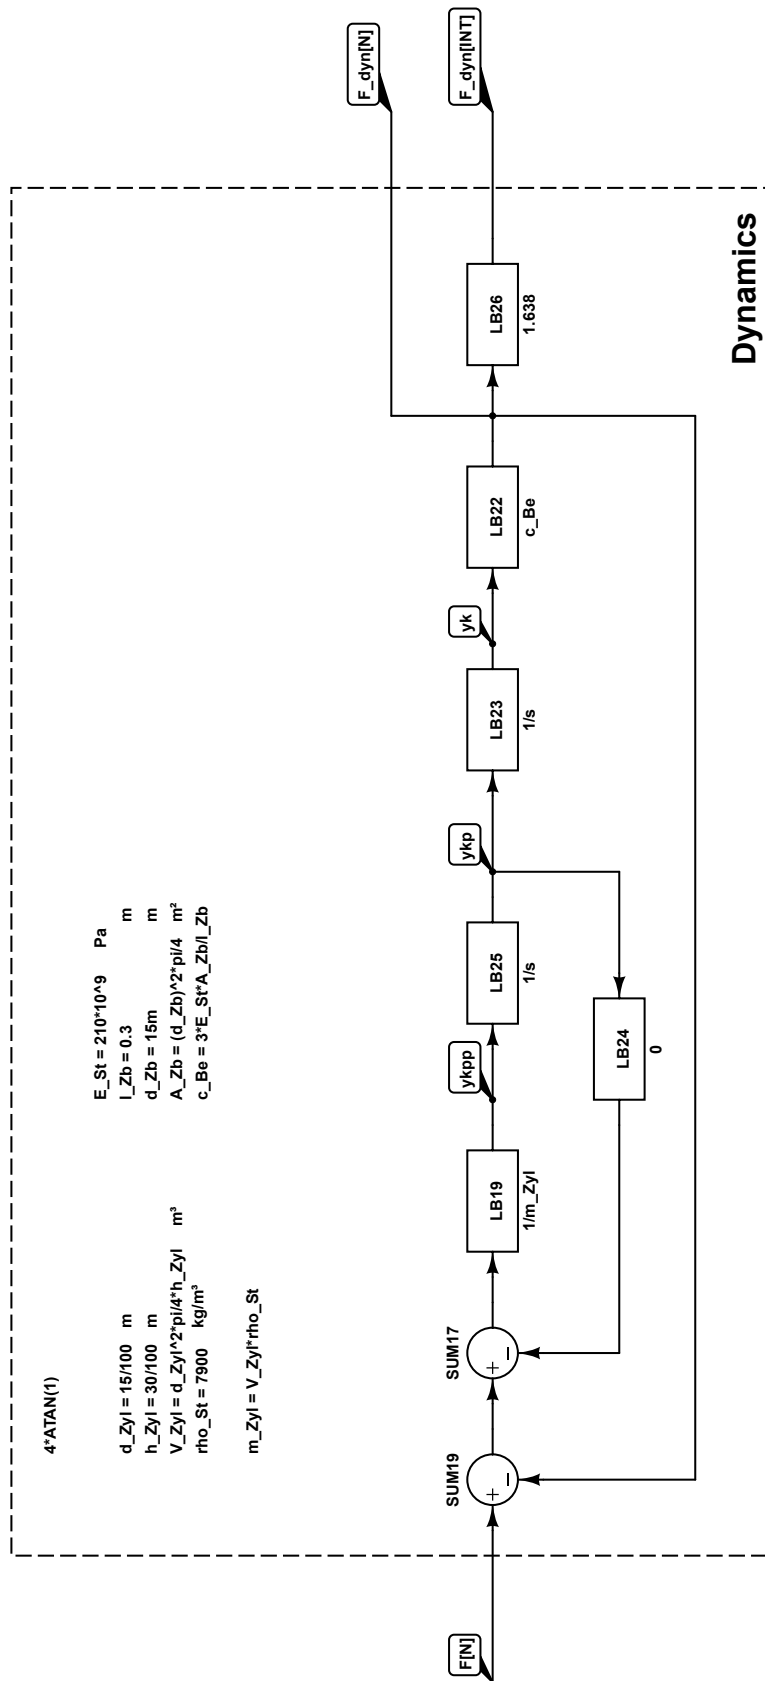 4*ATAN(1)
d_Zyl = 15/100 m
h_Zyl = 30/100 m
V_Zyl = d_Zyl^2*pi/4*h_Zyl m³
rho_St = 7900 kg/m³
m_Zyl = V_Zyl*rho_St
E_St = 210*10^9 Pa
l_Zb = 0.3 m
d_Zb = 15m m
A_Zb = (d_Zb)^2*pi/4 m²
c_Be = 3*E_St*A_Zb/l_Zb
F_dyn[N]
F[N]
SUM19
+
−
SUM17
+
−
LB19
1/m_Zyl
ykpp
LB25
1/s
ykp
LB23
1/s
yk
LB22
c_Be
LB26
1.638
F_dyn[INT]
LB24
0
Dynamics